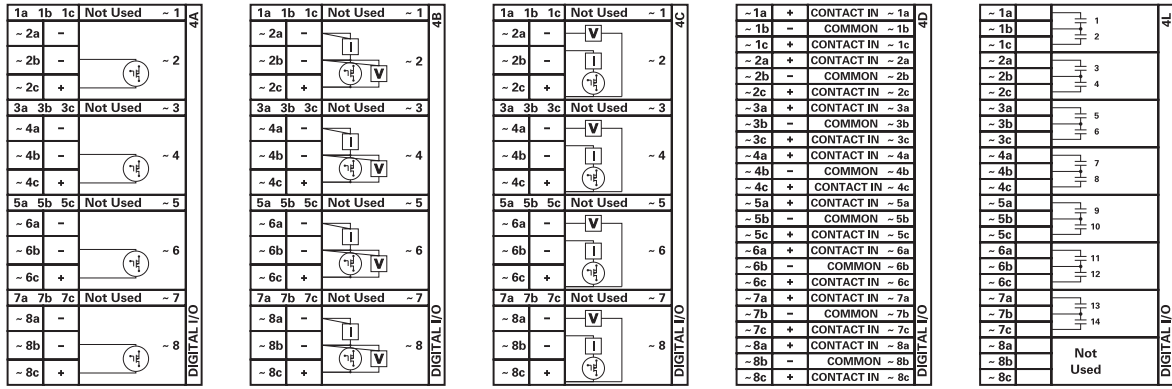 1a 1b 1c Not Used ~ 1
~ 2a –
~ 2b – ~ 2
~ 2c +
3a 3b 3c Not Used ~ 3
~ 4a –
~ 4b – ~ 4
~ 4c +
5a 5b 5c Not Used ~ 5
~ 6a –
~ 6b – ~ 6
~ 6c +
7a 7b 7c Not Used ~ 7
~ 8a –
~ 8b – ~ 8
~ 8c +
4A
DIGITAL I/O
1a 1b 1c Not Used ~ 1
~ 2a –
I
~ 2b – ~ 2
V
~ 2c +
3a 3b 3c Not Used ~ 3
~ 4a –
I
~ 4b – ~ 4
V
~ 4c +
5a 5b 5c Not Used ~ 5
~ 6a –
I
~ 6b – ~ 6
V
~ 6c +
7a 7b 7c Not Used ~ 7
~ 8a –
I
~ 8b – ~ 8
V
~ 8c +
4B
DIGITAL I/O
1a 1b 1c Not Used ~ 1
~ 2a – V
~ 2b – I ~ 2
~ 2c +
3a 3b 3c Not Used ~ 3
~ 4a – V
~ 4b – I ~ 4
~ 4c +
5a 5b 5c Not Used ~ 5
~ 6a – V
~ 6b – I ~ 6
~ 6c +
7a 7b 7c Not Used ~ 7
~ 8a – V
~ 8b – I ~ 8
~ 8c +
4C
DIGITAL I/O
~ 1a + CONTACT IN ~ 1a
~ 1b – COMMON ~ 1b
~ 1c + CONTACT IN ~ 1c
~ 2a + CONTACT IN ~ 2a
~ 2b – COMMON ~ 2b
~ 2c + CONTACT IN ~ 2c
~ 3a + CONTACT IN ~ 3a
~ 3b – COMMON ~ 3b
~ 3c + CONTACT IN ~ 3c
~ 4a + CONTACT IN ~ 4a
~ 4b – COMMON ~ 4b
~ 4c + CONTACT IN ~ 4c
~ 5a + CONTACT IN ~ 5a
~ 5b – COMMON ~ 5b
~ 5c + CONTACT IN ~ 5c
~ 6a + CONTACT IN ~ 6a
~ 6b – COMMON ~ 6b
~ 6c + CONTACT IN ~ 6c
~ 7a + CONTACT IN ~ 7a
~ 7b – COMMON ~ 7b
~ 7c + CONTACT IN ~ 7c
~ 8a + CONTACT IN ~ 8a
~ 8b – COMMON ~ 8b
~ 8c + CONTACT IN ~ 8c
4D
DIGITAL I/O
~ 1a
1
~ 1b
2
~ 1c
~ 2a
3
~ 2b
4
~ 2c
~ 3a
5
~ 3b
6
~ 3c
~ 4a
7
~ 4b
8
~ 4c
~ 5a
9
~ 5b
10
~ 5c
~ 6a
11
~ 6b
12
~ 6c
~ 7a
13
~ 7b
14
~ 7c
~ 8a
~ 8b
~ 8c
Not
Used
4L
DIGITAL I/O